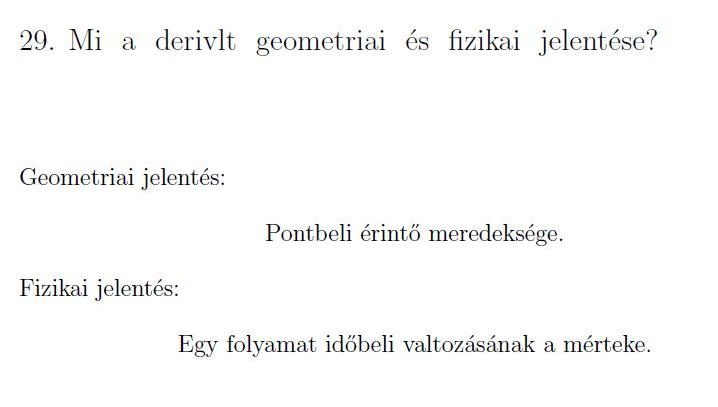 29. Mi a derivlt geometriai és fizikai jelentése?
Geometriai jelentés:
Pontbeli érintő meredeksége.
Fizikai jelentés:
Egy folyamat időbeli valtozásának a mérteke.